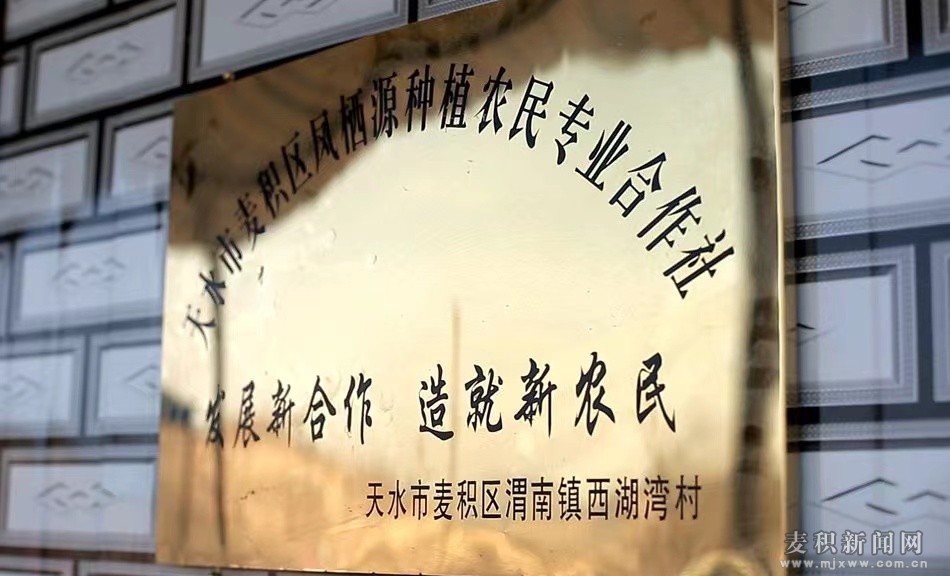 天水市麦积区凤栖源种植农民专业合作社
发展新合作 造就新农民
天水市麦积区渭南镇西湖湾村
麦积新闻网
www.mjxww.com.cn